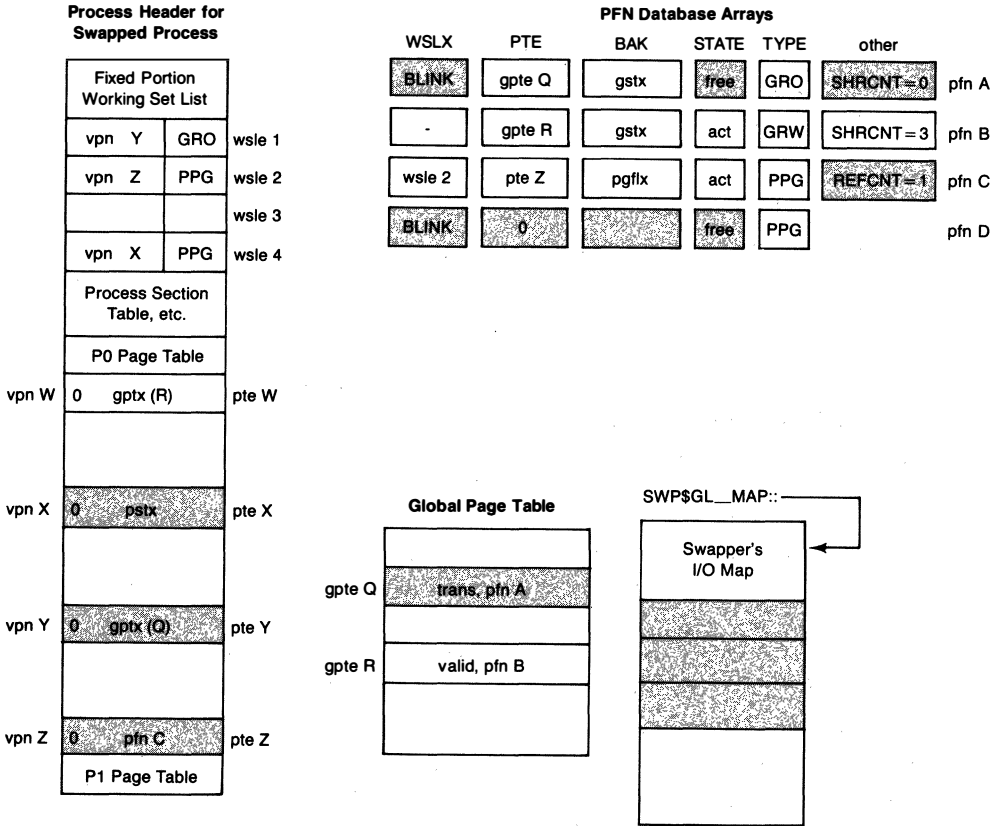 Process Header for
Swapped Process
Fixed Portion
Working Set List
vpn Y GRO wsle 1
vpn Z PPG wsle 2
wsle 3
vpn X PPG wsle 4
Process Section
Table, etc.
P0 Page Table
vpn W 0 gptx (R) pte W
vpn X 0 pstx pte X
vpn Y 0 gptx (Q) pte Y
vpn Z 0 pfn C pte Z
P1 Page Table
PFN Database Arrays
WSLX PTE BAK STATE TYPE other
BLINK gpte Q gstx free GRO SHRCNT=0 pfn A
- gpte R gstx act GRW SHRCNT=3 pfn B
wsle 2 pte Z pgflx act PPG REFCNT=1 pfn C
BLINK 0 free PPG pfn D
Global Page Table
gpte Q trans, pfn A
gpte R valid, pfn B
SWP$GL__MAP::
Swapper's
I/O Map